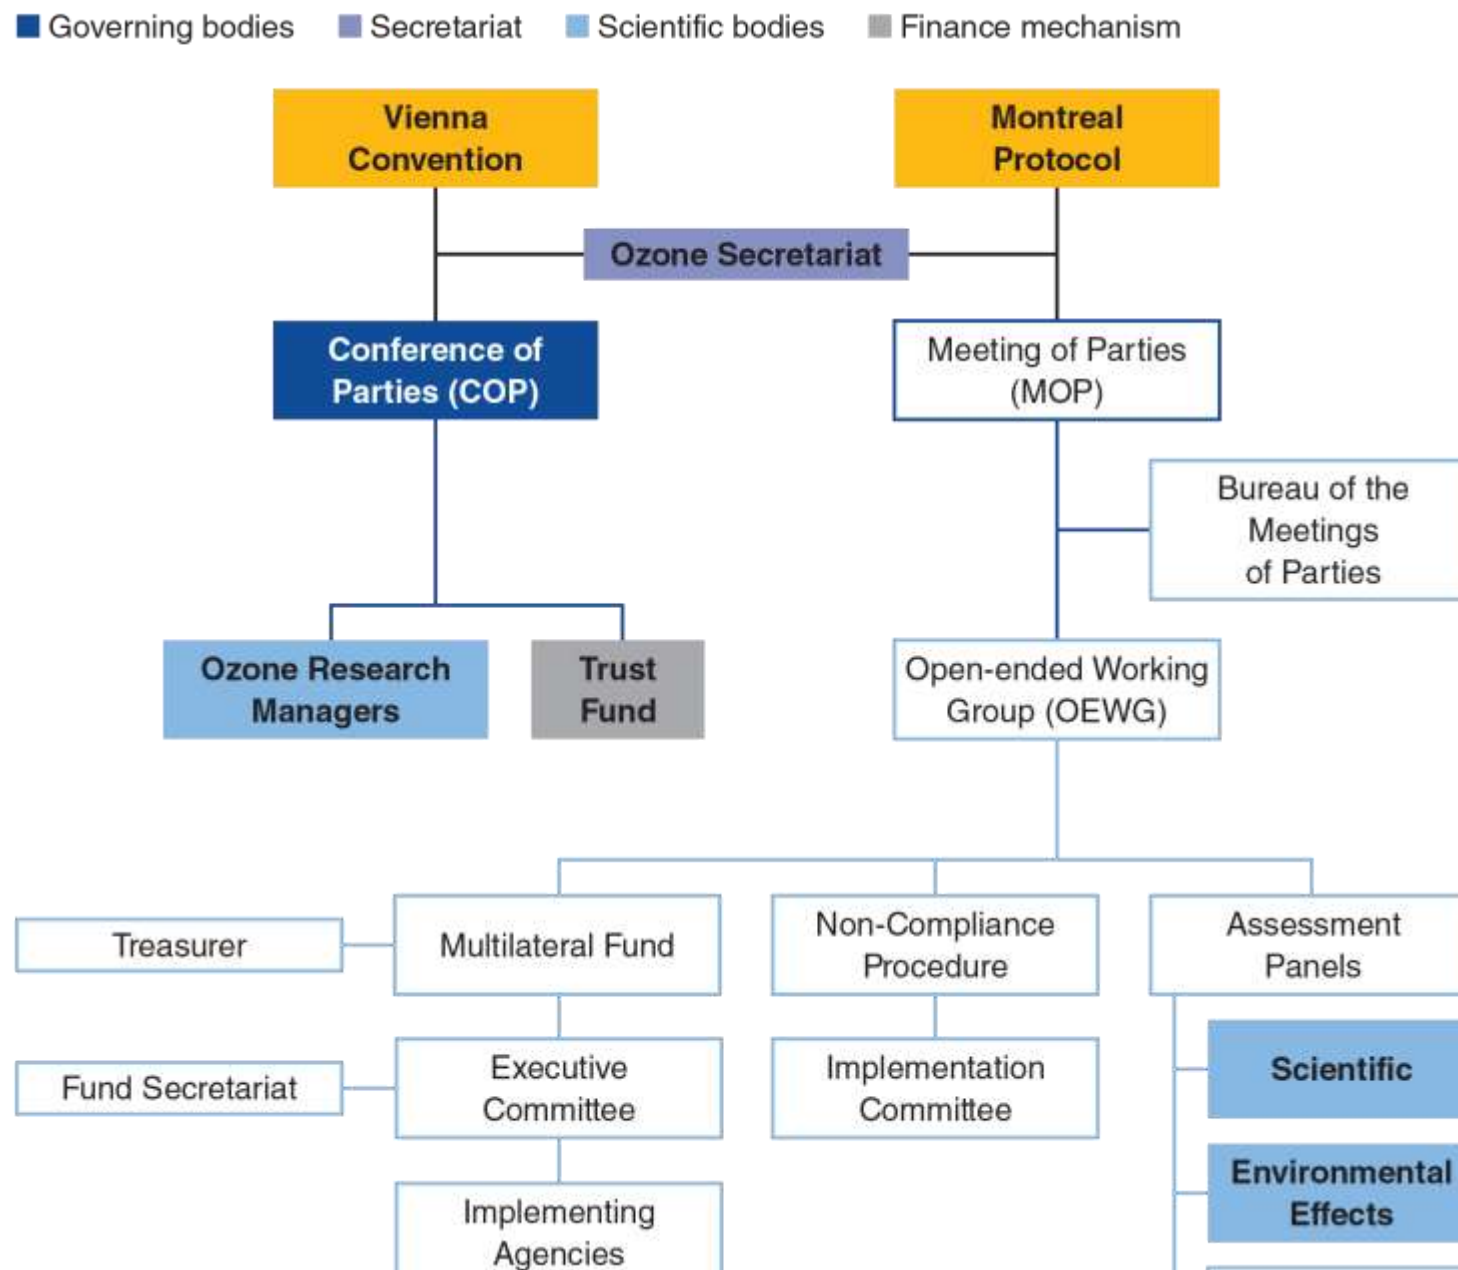 Governing bodies
Secretariat
Scientific bodies
Finance mechanism
Vienna
Convention
Montreal
Protocol
Ozone Secretariat
Conference of
Parties (COP)
Meeting of Parties
(MOP)
Bureau of the
Meetings
of Parties
Ozone Research
Managers
Trust
Fund
Open-ended Working
Group (OEWG)
Treasurer
Multilateral Fund
Non-Compliance
Procedure
Assessment
Panels
Fund Secretariat
Executive
Committee
Implementation
Committee
Scientific
Environmental
Effects
Implementing
Agencies